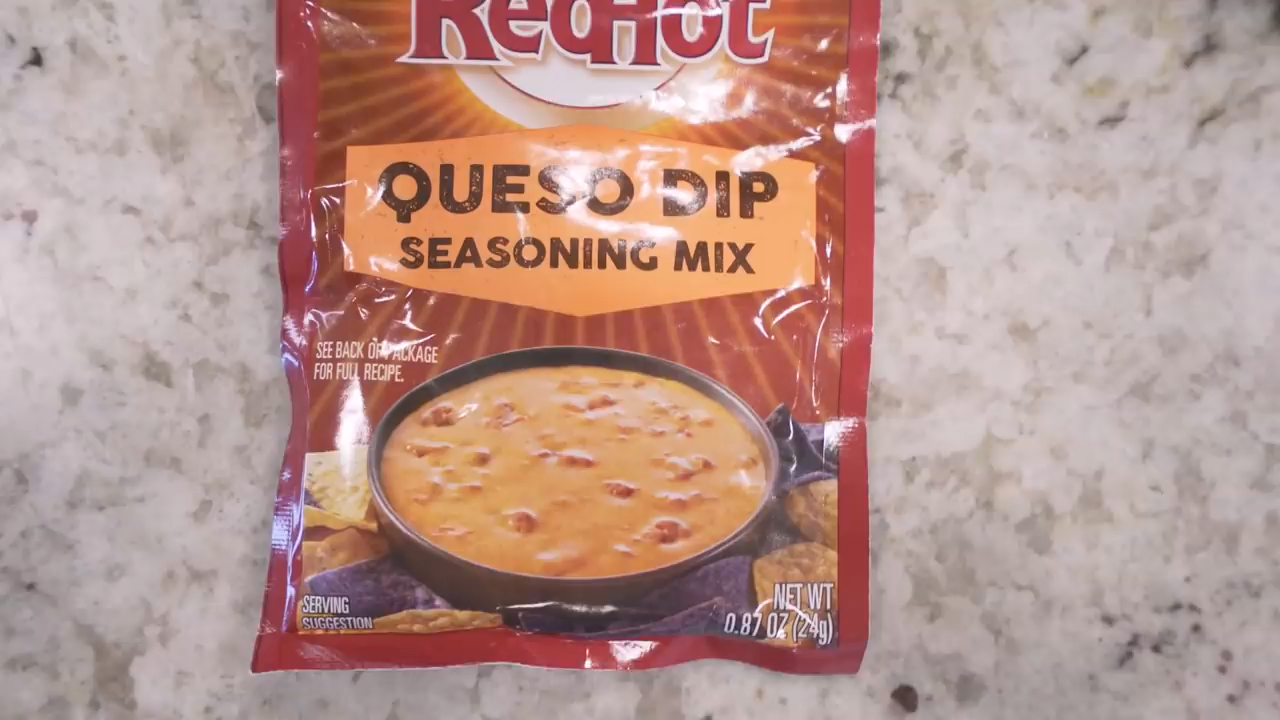 RedHot
QUESO DIP
SEASONING MIX
SEE BACK OF PACKAGE
FOR FULL RECIPE.
SERVING
SUGGESTION
NET WT
0.87 OZ (24g)